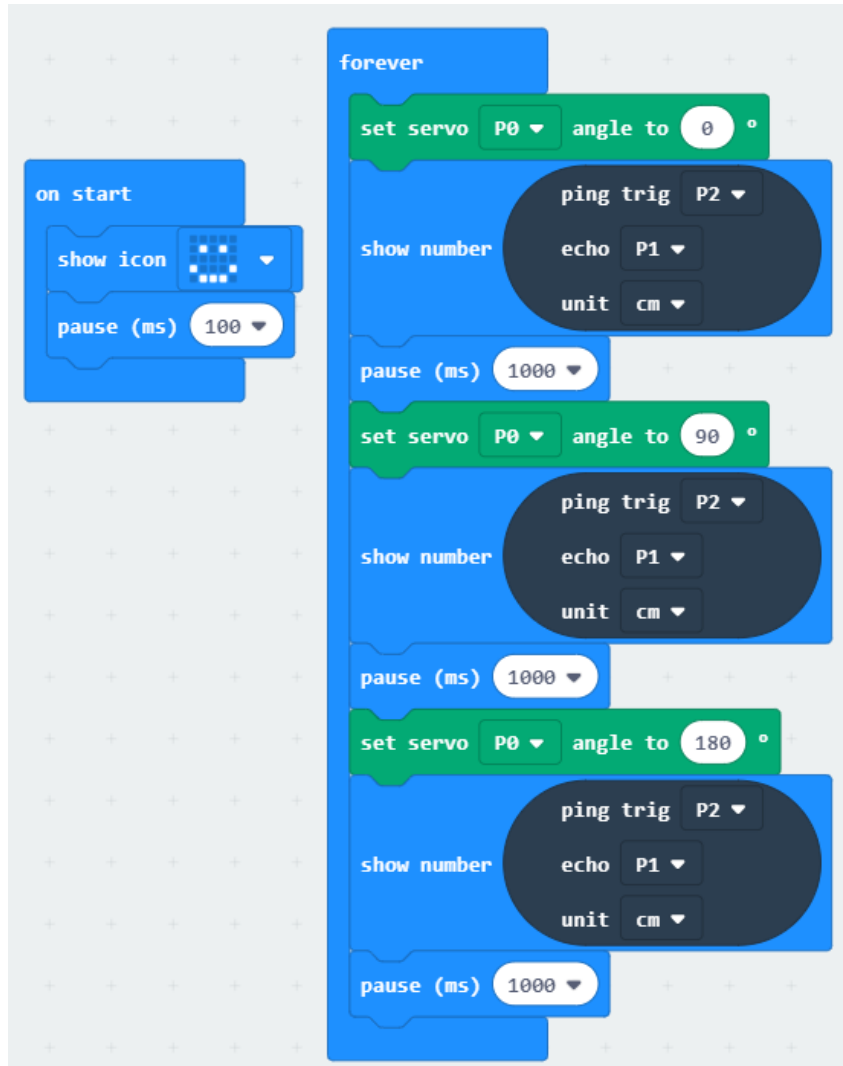 on start
show icon
pause (ms) 100
forever
set servo P0 angle to 0 °
show number ping trig P2
echo P1
unit cm
pause (ms) 1000
set servo P0 angle to 90 °
show number ping trig P2
echo P1
unit cm
pause (ms) 1000
set servo P0 angle to 180 °
show number ping trig P2
echo P1
unit cm
pause (ms) 1000